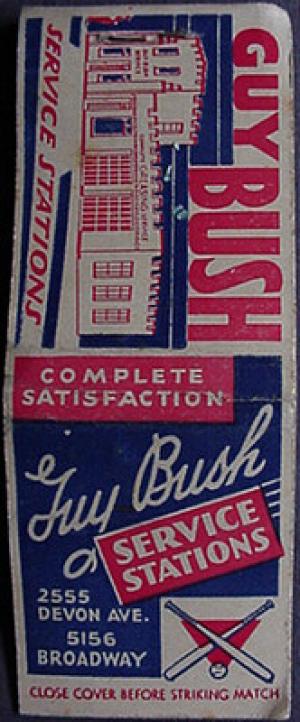 GUY BUSH
SERVICE STATIONS
COMPLETE
SATISFACTION
Guy Bush
SERVICE
STATIONS
2555
DEVON AVE.
5156
BROADWAY
CLOSE COVER BEFORE STRIKING MATCH